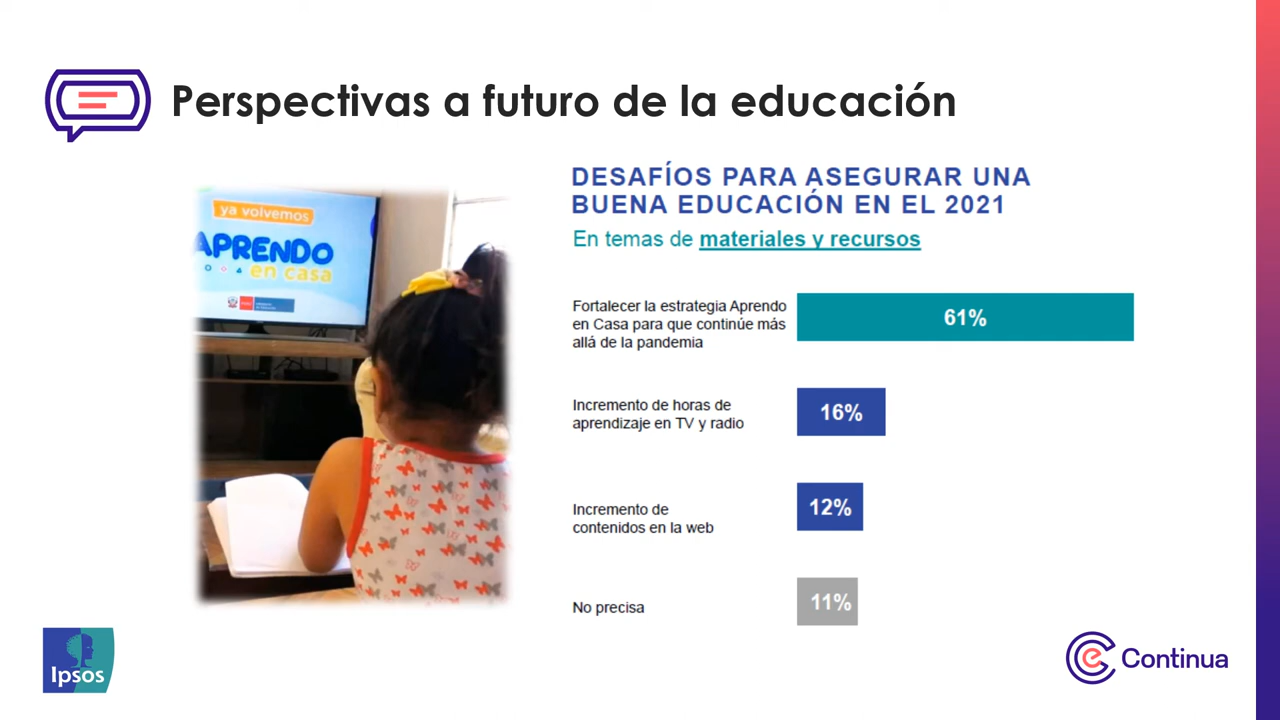 Perspectivas a futuro de la educación
ya volvemos
APRENDO
en casa
DESAFÍOS PARA ASEGURAR UNA
BUENA EDUCACIÓN EN EL 2021
En temas de materiales y recursos
Fortalecer la estrategia Aprendo
en Casa para que continúe más
allá de la pandemia
61%
Incremento de horas de
aprendizaje en TV y radio
16%
Incremento de
contenidos en la web
12%
No precisa
11%
Ipsos
e Continua